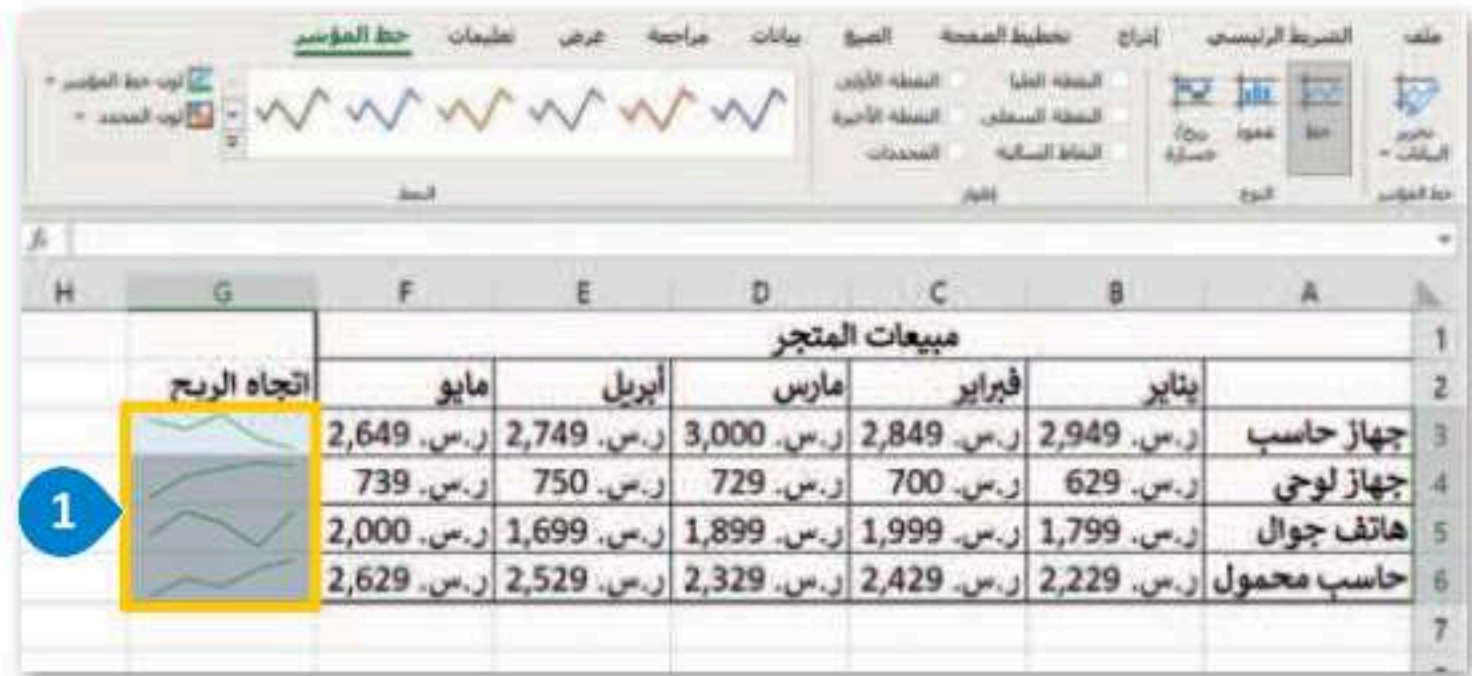 ملف الشريط الرئيسي إدراج تخطيط الصفحة الصيغ بيانات مراجعة عرض تعليمات خط المؤشر
تحرير البيانات
خط
عمود
ربح/خسارة
النقطة العليا
النقطة السفلى
النقاط السالبة
النقطة الأولى
النقطة الأخيرة
المحددات
لون خط المؤشر
لون المحدد
خط المؤشر
النوع
إظهار
النمط
fx
A B C D E F G H
1 مبيعات المتجر
2 يناير فبراير مارس أبريل مايو اتجاه الربح
3 جهاز حاسب ر.س. 2,949 ر.س. 2,849 ر.س. 3,000 ر.س. 2,749 ر.س. 2,649
4 جهاز لوحي ر.س. 629 ر.س. 700 ر.س. 729 ر.س. 750 ر.س. 739
5 هاتف جوال ر.س. 1,799 ر.س. 1,999 ر.س. 1,899 ر.س. 1,699 ر.س. 2,000
6 حاسب محمول ر.س. 2,229 ر.س. 2,429 ر.س. 2,329 ر.س. 2,529 ر.س. 2,629
7
1